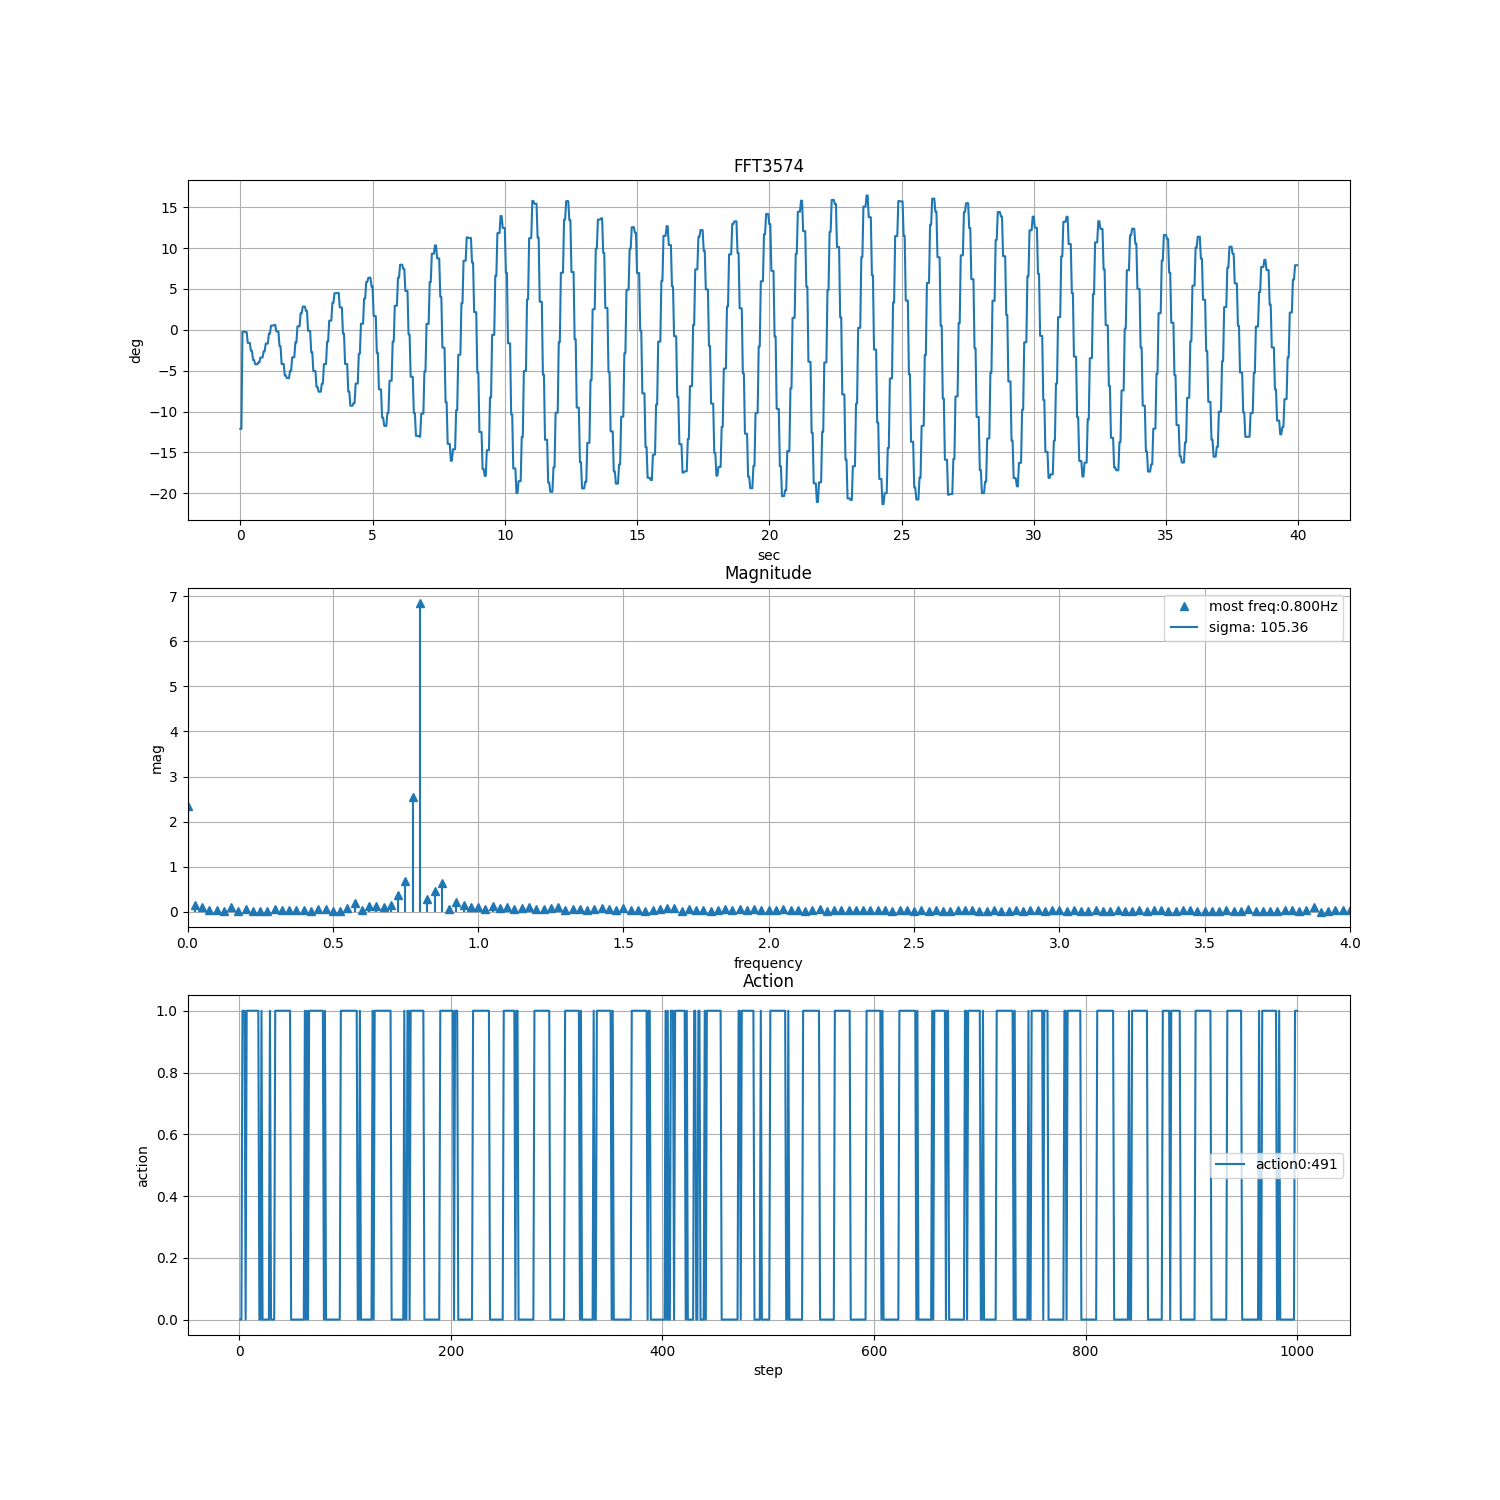 FFT3574
15
10
5
0
−5
−10
−15
−20
deg
0 5 10 15 20 25 30 35 40
sec
Magnitude
7
6
5
4
3
2
1
0
mag
most freq:0.800Hz
sigma: 105.36
0.0 0.5 1.0 1.5 2.0 2.5 3.0 3.5 4.0
frequency
Action
1.0
0.8
0.6
0.4
0.2
0.0
action
action0:491
0 200 400 600 800 1000
step